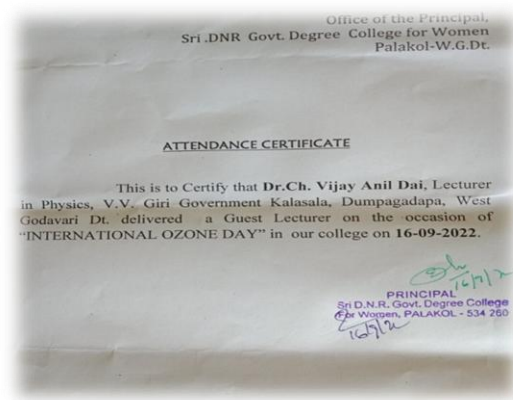 Office of the Principal,
Sri .DNR Govt. Degree College for Women
Palakol-W.G.Dt.
ATTENDANCE CERTIFICATE
This is to Certify that Dr.Ch. Vijay Anil Dai, Lecturer
in Physics, V.V. Giri Government Kalasala, Dumpagadapa, West
Godavari Dt. delivered a Guest Lecturer on the occasion of
"INTERNATIONAL OZONE DAY" in our college on 16-09-2022.
PRINCIPAL
Sri D.N.R. Govt. Degree College
For Women, PALAKOL - 534 260